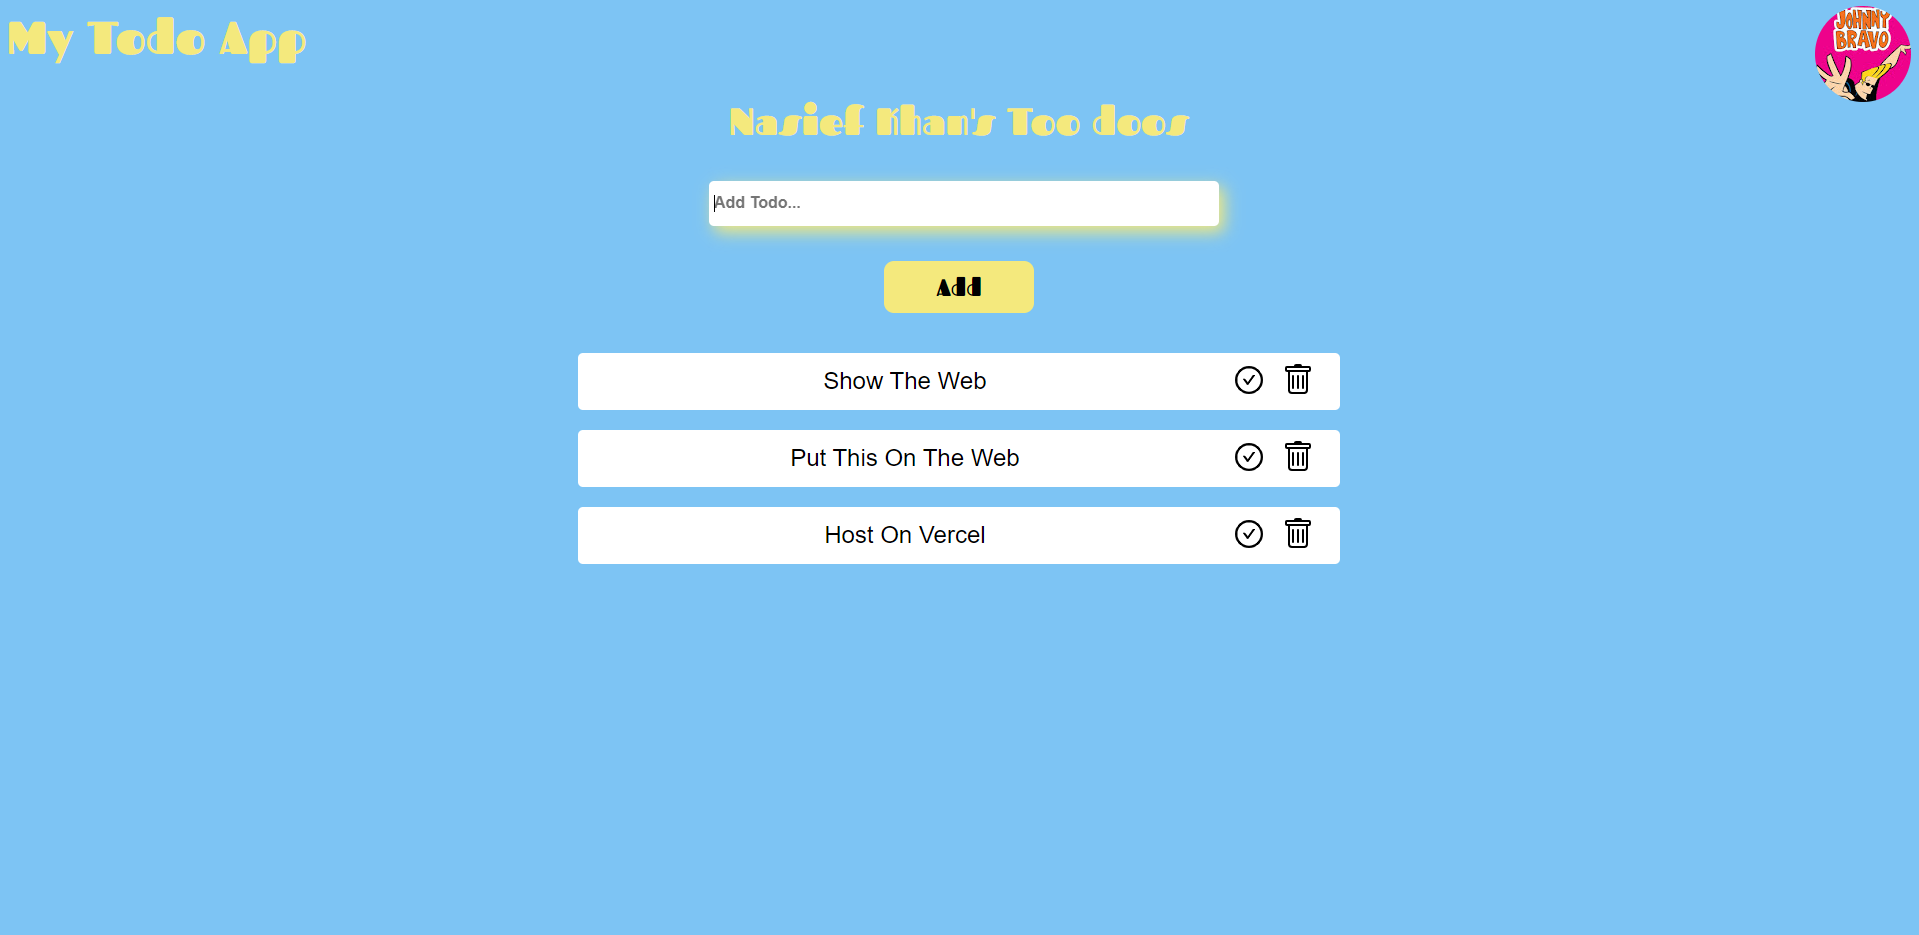 My Todo App
JOHNNY
BRAVO
Nasief Khan's Too doos
Add Todo...
Add
Show The Web
Put This On The Web
Host On Vercel